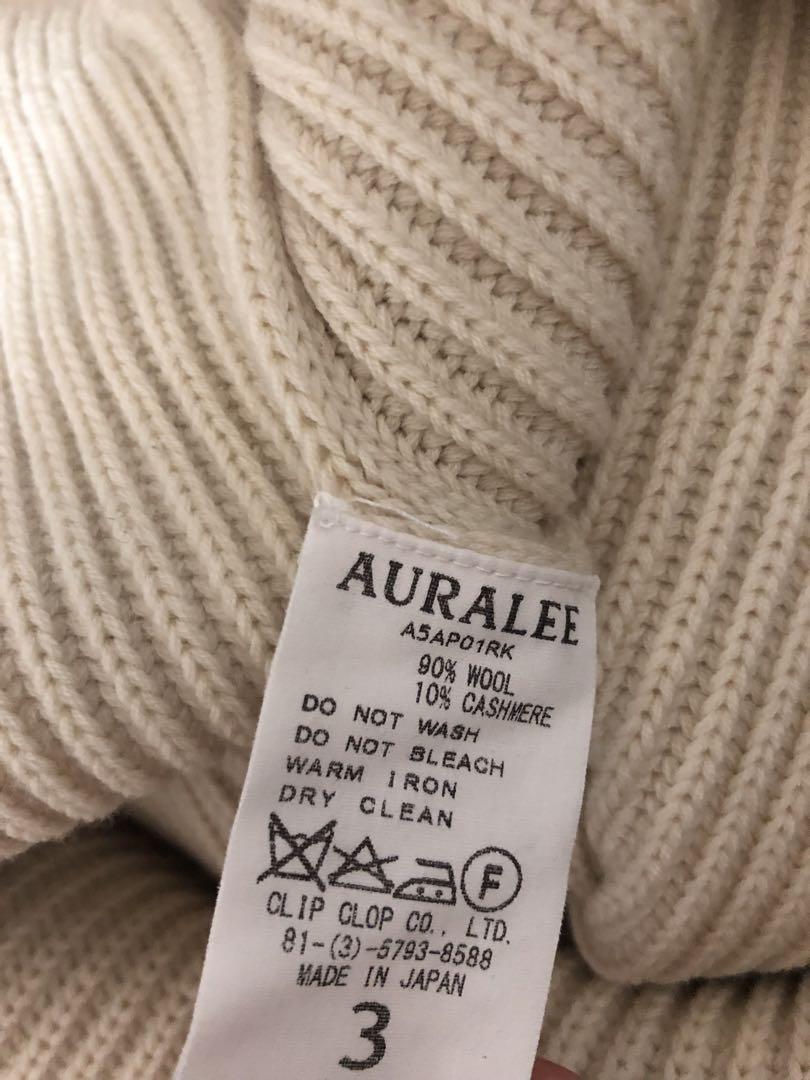 AURALEE
A5AP01RK
90% WOOL
10% CASHMERE
DO NOT WASH
DO NOT BLEACH
WARM IRON
DRY CLEAN
F
CLIP CLOP CO., LTD.
81-(3)-5793-8588
MADE IN JAPAN
3